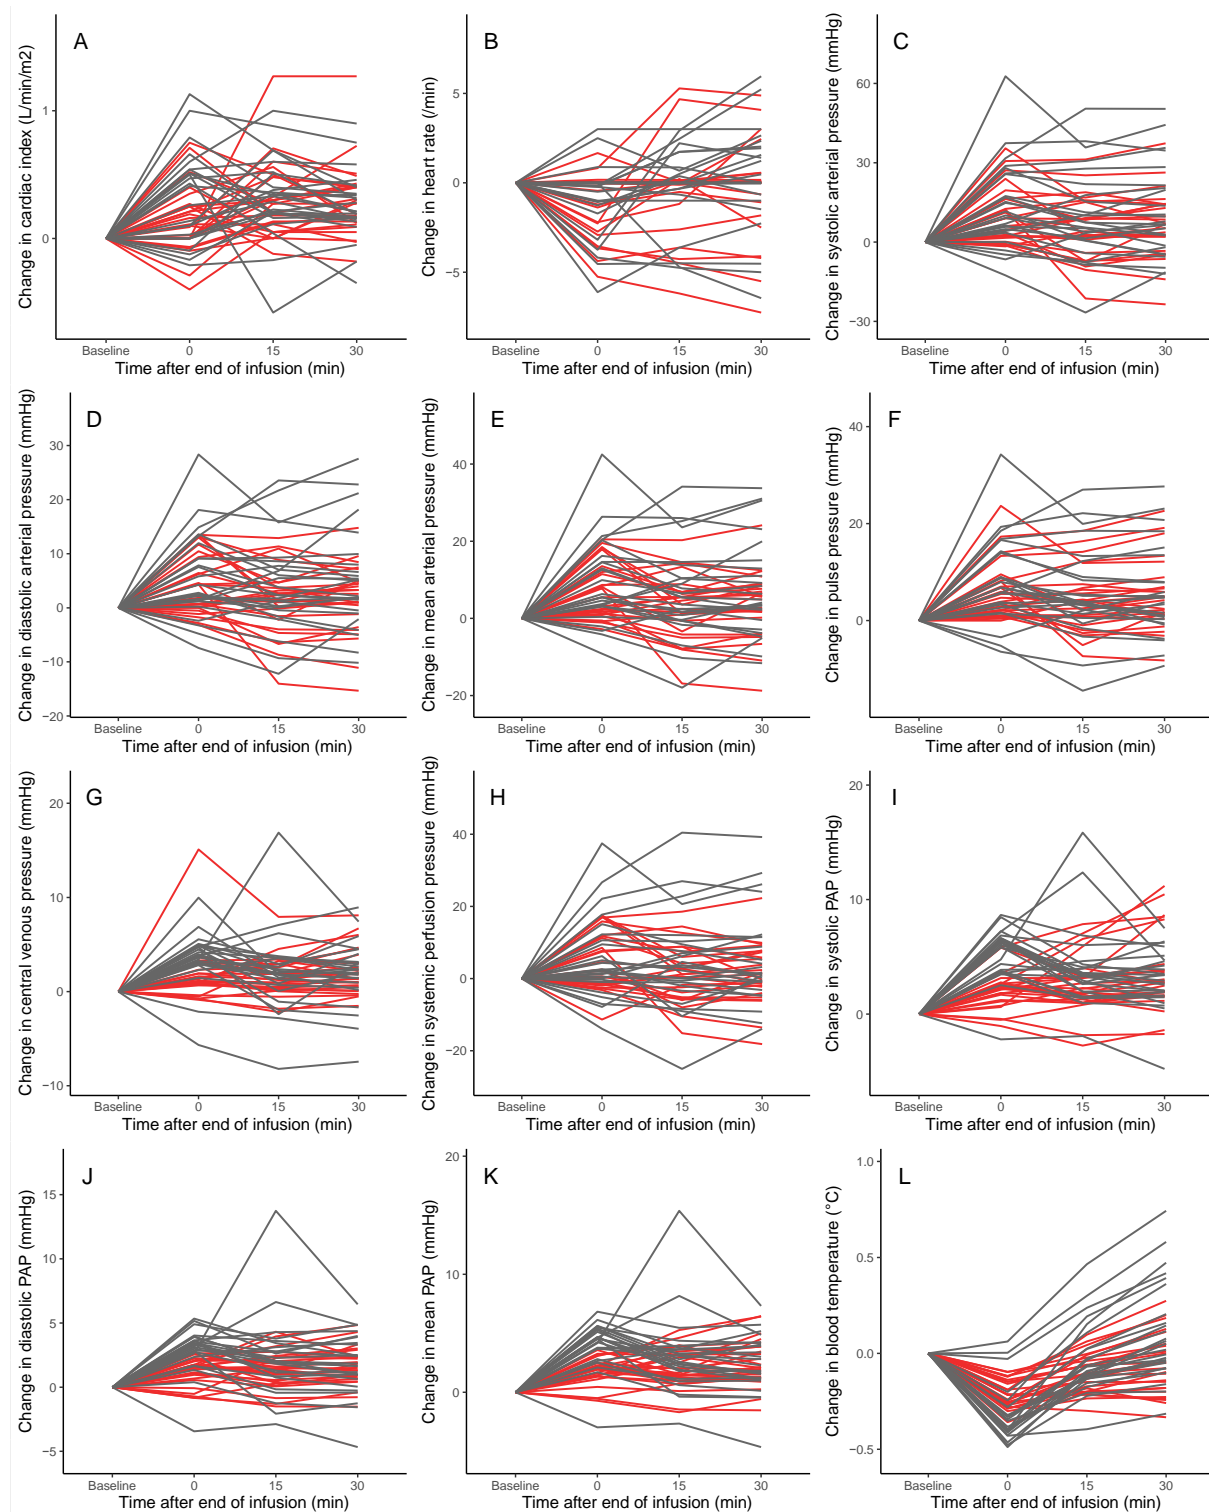 A
Change in cardiac index (L/min/m2)
1
0
Baseline 0 15 30
Time after end of infusion (min)
B
Change in heart rate (/min)
5
0
−5
Baseline 0 15 30
Time after end of infusion (min)
C
Change in systolic arterial pressure (mmHg)
60
30
0
−30
Baseline 0 15 30
Time after end of infusion (min)
D
Change in diastolic arterial pressure (mmHg)
30
20
10
0
−10
−20
Baseline 0 15 30
Time after end of infusion (min)
E
Change in mean arterial pressure (mmHg)
40
20
0
−20
Baseline 0 15 30
Time after end of infusion (min)
F
Change in pulse pressure (mmHg)
40
20
0
Baseline 0 15 30
Time after end of infusion (min)
G
Change in central venous pressure (mmHg)
20
10
0
−10
Baseline 0 15 30
Time after end of infusion (min)
H
Change in systemic perfusion pressure (mmHg)
40
20
0
−20
Baseline 0 15 30
Time after end of infusion (min)
I
Change in systolic PAP (mmHg)
20
10
0
Baseline 0 15 30
Time after end of infusion (min)
J
Change in diastolic PAP (mmHg)
15
10
5
0
−5
Baseline 0 15 30
Time after end of infusion (min)
K
Change in mean PAP (mmHg)
20
10
0
Baseline 0 15 30
Time after end of infusion (min)
L
Change in blood temperature (°C)
1.0
0.5
0.0
−0.5
Baseline 0 15 30
Time after end of infusion (min)